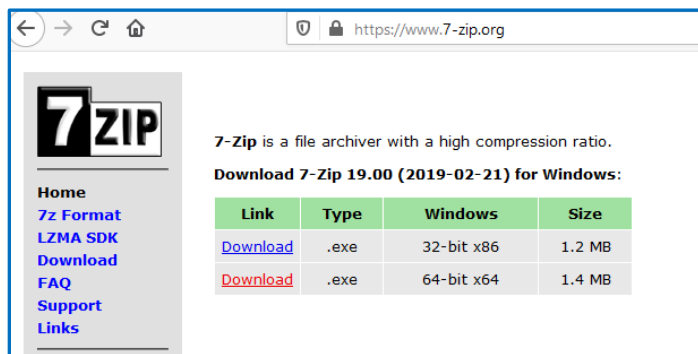 https://www.7-zip.org
7 ZIP
Home
7z Format
LZMA SDK
Download
FAQ
Support
Links
7-Zip is a file archiver with a high compression ratio.
Download 7-Zip 19.00 (2019-02-21) for Windows:
Link Type Windows Size
Download .exe 32-bit x86 1.2 MB
Download .exe 64-bit x64 1.4 MB